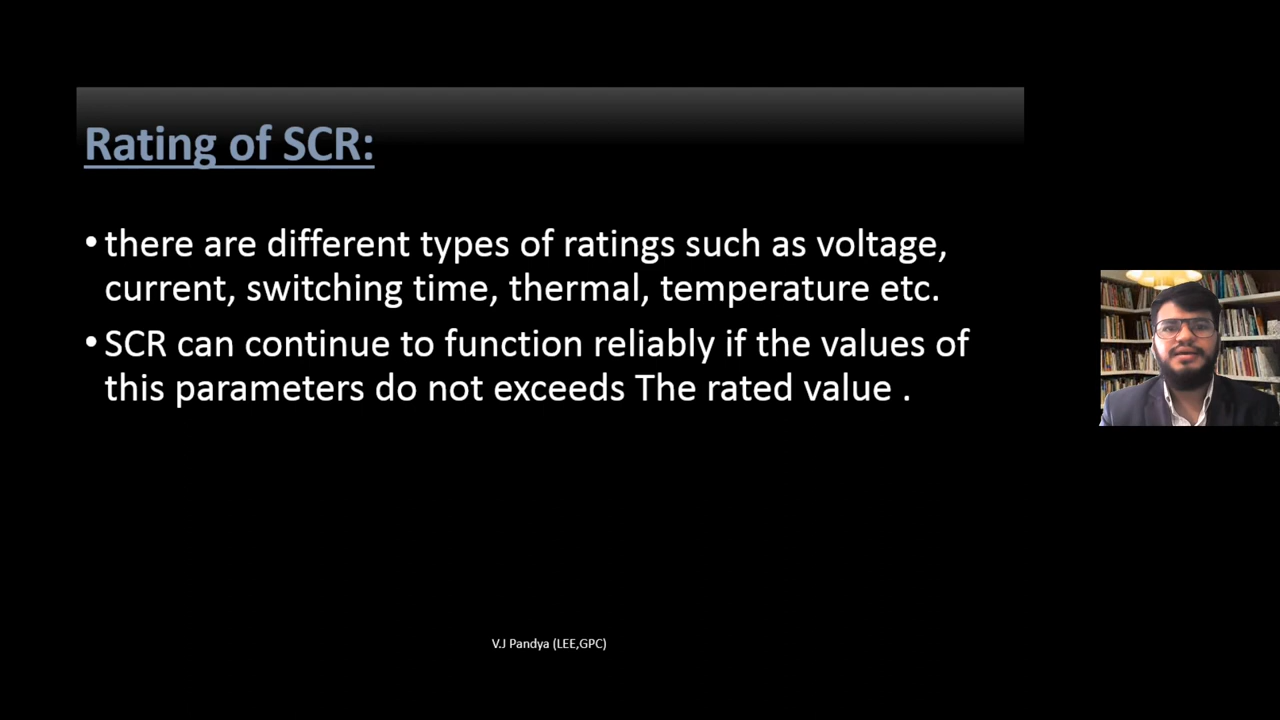 Rating of SCR:
•there are different types of ratings such as voltage,
current, switching time, thermal, temperature etc.
•SCR can continue to function reliably if the values of
this parameters do not exceeds The rated value .
V.J Pandya (LEE,GPC)